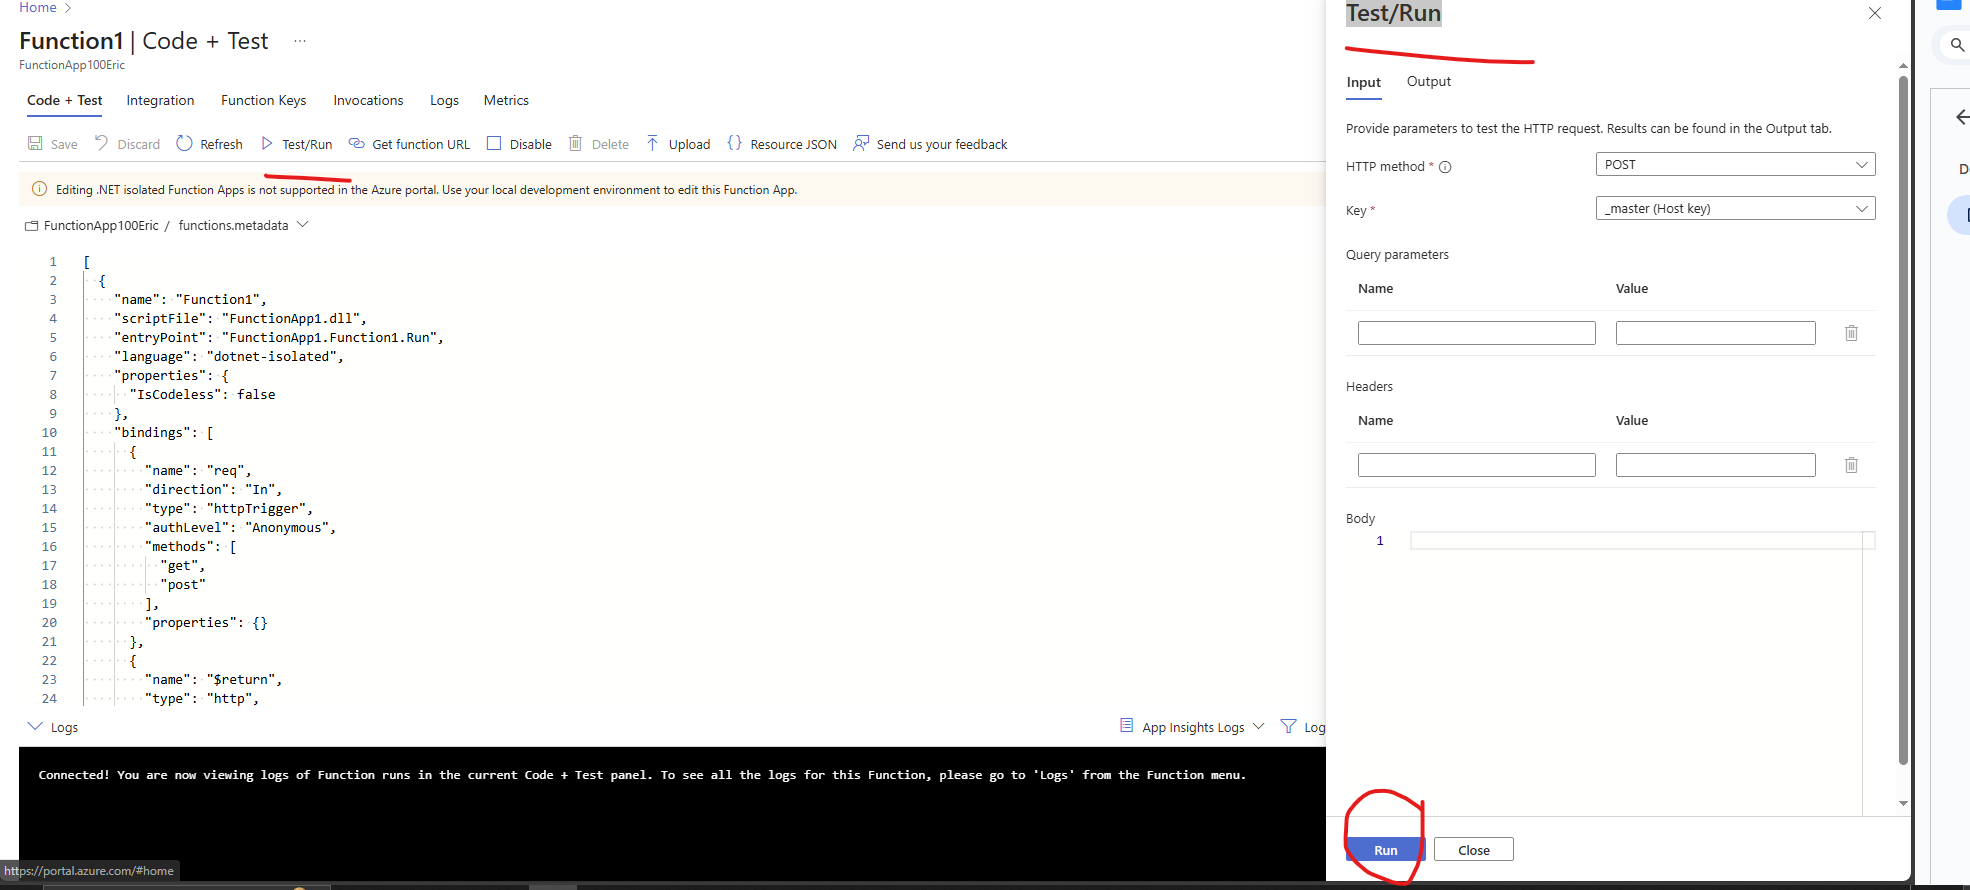 Home >
Function1 | Code + Test ...
FunctionApp100Eric
Code + Test Integration Function Keys Invocations Logs Metrics
Save Discard Refresh Test/Run Get function URL Disable Delete Upload {} Resource JSON Send us your feedback
Editing .NET isolated Function Apps is not supported in the Azure portal. Use your local development environment to edit this Function App.
FunctionApp100Eric / functions.metadata
1 [
2 {
3 "name": "Function1",
4 "scriptFile": "FunctionApp1.dll",
5 "entryPoint": "FunctionApp1.Function1.Run",
6 "language": "dotnet-isolated",
7 "properties": {
8 "IsCodeless": false
9 },
10 "bindings": [
11 {
12 "name": "req",
13 "direction": "In",
14 "type": "httpTrigger",
15 "authLevel": "Anonymous",
16 "methods": [
17 "get",
18 "post"
19 ],
20 "properties": {}
21 },
22 {
23 "name": "$return",
24 "type": "http",
Logs App Insights Logs Log
Connected! You are now viewing logs of Function runs in the current Code + Test panel. To see all the logs for this Function, please go to 'Logs' from the Function menu.
https://portal.azure.com/#home
Test/Run
Input Output
Provide parameters to test the HTTP request. Results can be found in the Output tab.
HTTP method * POST
Key * _master (Host key)
Query parameters
Name Value
Headers
Name Value
Body
1
Run Close